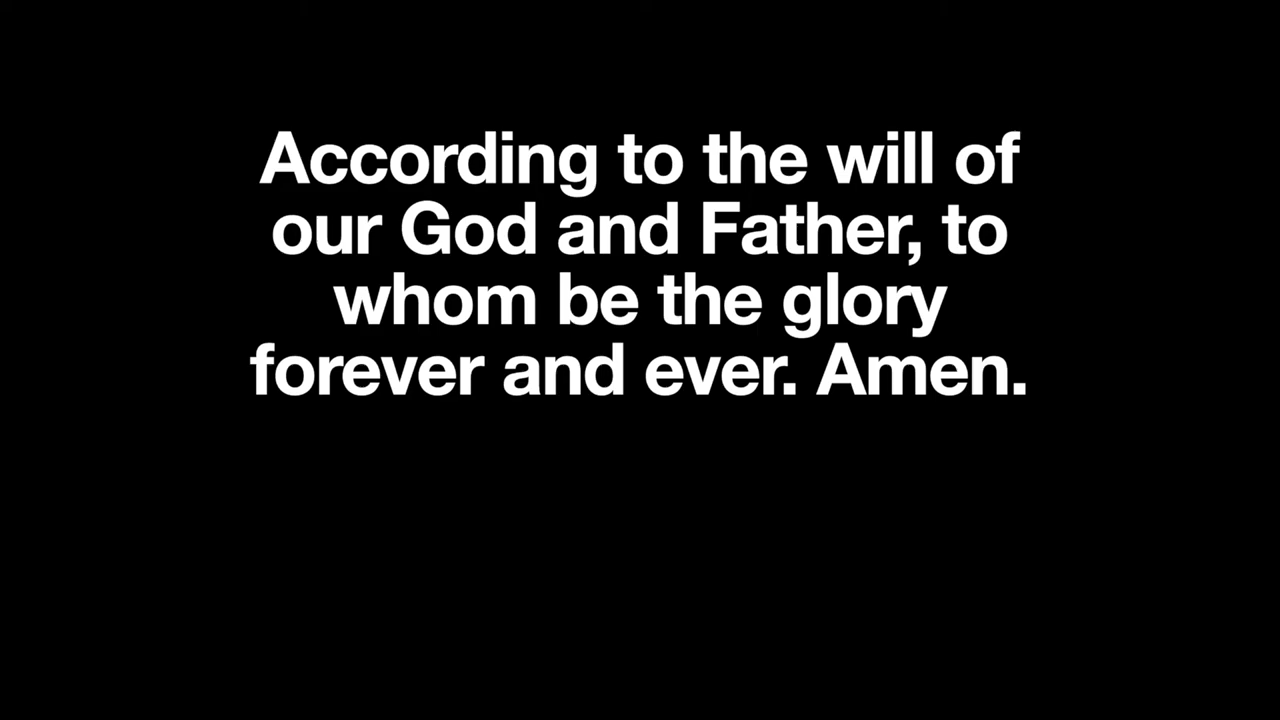 According to the will of
our God and Father, to
whom be the glory
forever and ever. Amen.